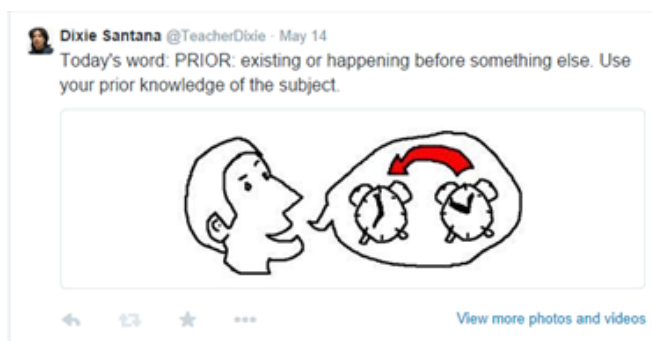 Dixie Santana @TeacherDixie · May 14
Today's word: PRIOR: existing or happening before something else. Use
your prior knowledge of the subject.
View more photos and videos